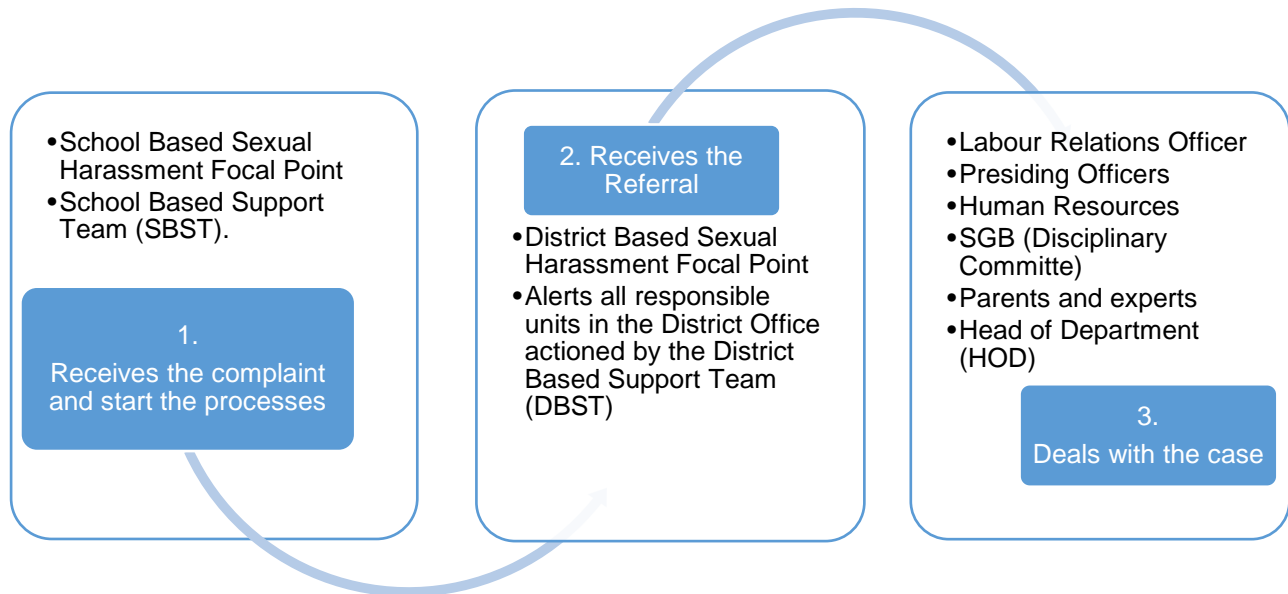 •School Based Sexual
Harassment Focal Point
•School Based Support
Team (SBST).
1.
Receives the complaint
and start the processes
2. Receives the
Referral
•District Based Sexual
Harassment Focal Point
•Alerts all responsible
units in the District Office
actioned by the District
Based Support Team
(DBST)
•Labour Relations Officer
•Presiding Officers
•Human Resources
•SGB (Disciplinary
Committe)
•Parents and experts
•Head of Department
(HOD)
3.
Deals with the case